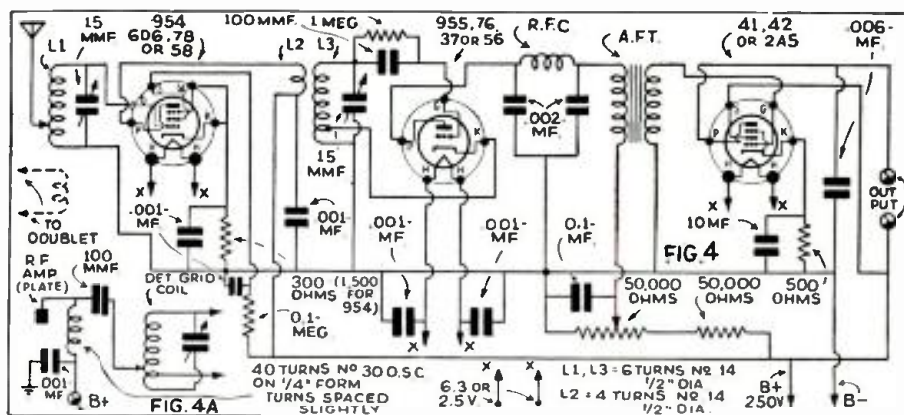 L1
15 MMF
954
6D6,78 OR 58
L2
L3
100 MMF
1 MEG
955,76
37 OR 56
R.F.C
A.F.T.
41, 42
OR 2A5
.006-
MF
.002
MF
15
MMF
.001-
MF
.001
MF
TO DOUBLET
.001-
MF
.001-
MF
0.1-
MF
10 MF
FIG. 4
OUT
PUT
RF
AMP
(PLATE)
100
MMF
DET GRID
COIL
300
OHMS
(1,500
FOR
954)
0.1-
MEG
50,000
OHMS
50,000
OHMS
500
OHMS
.001
MF
B+
FIG. 4A
40 TURNS Nº 30 D.S.C
ON 1/4" FORM
TURNS SPACED
SLIGHTLY
6.3 OR
2.5V.
L1, L3 = 6 TURNS Nº 14
1/2" DIA
L2 = 4 TURNS Nº 14
1/2" DIA.
B+
250V
B-